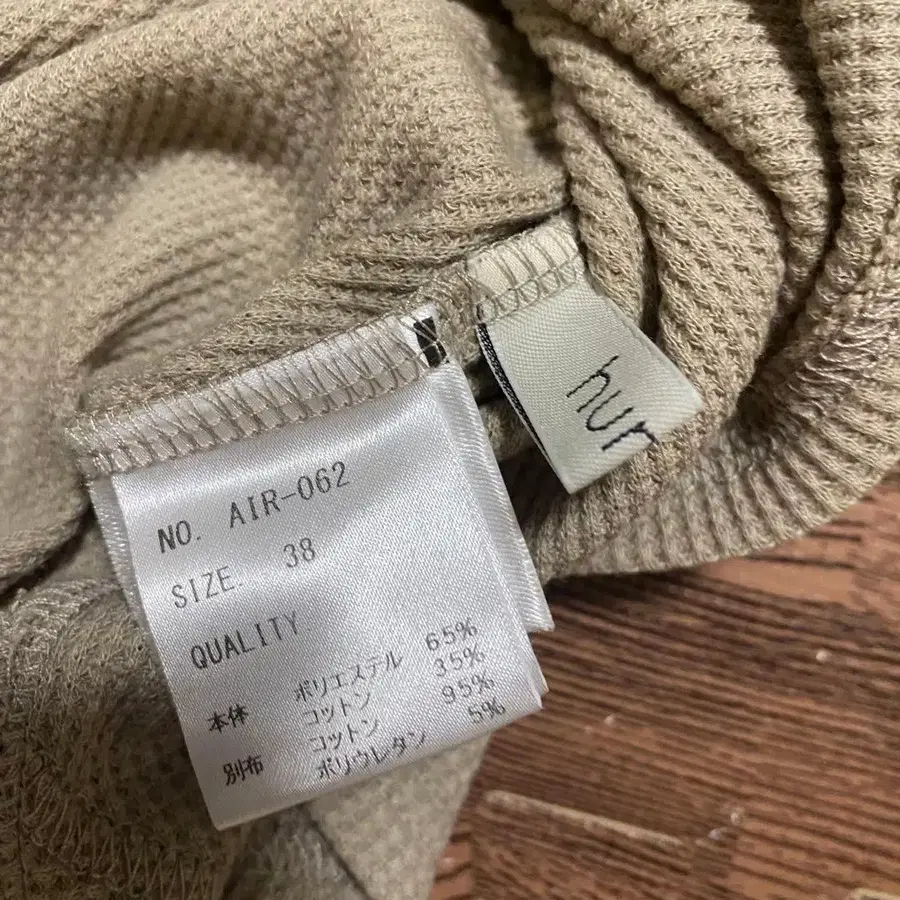 hur
NO. AIR-062
SIZE. 38
QUALITY
本体 ポリエステル 65%
コットン 35%
別布 コットン 95%
ポリウレタン 5%